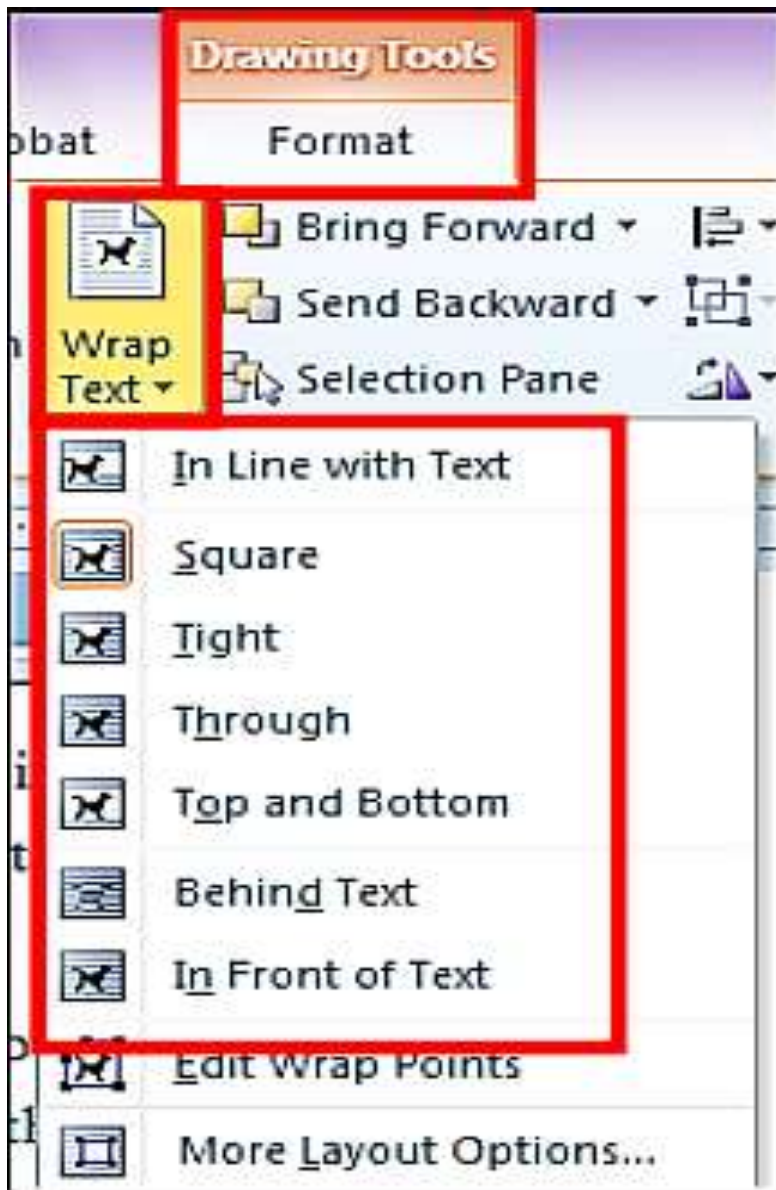 Drawing Tools
obat
Format
Wrap
Text
Bring Forward
Send Backward
Selection Pane
In Line with Text
Square
Tight
Through
Top and Bottom
Behind Text
In Front of Text
Edit Wrap Points
More Layout Options...